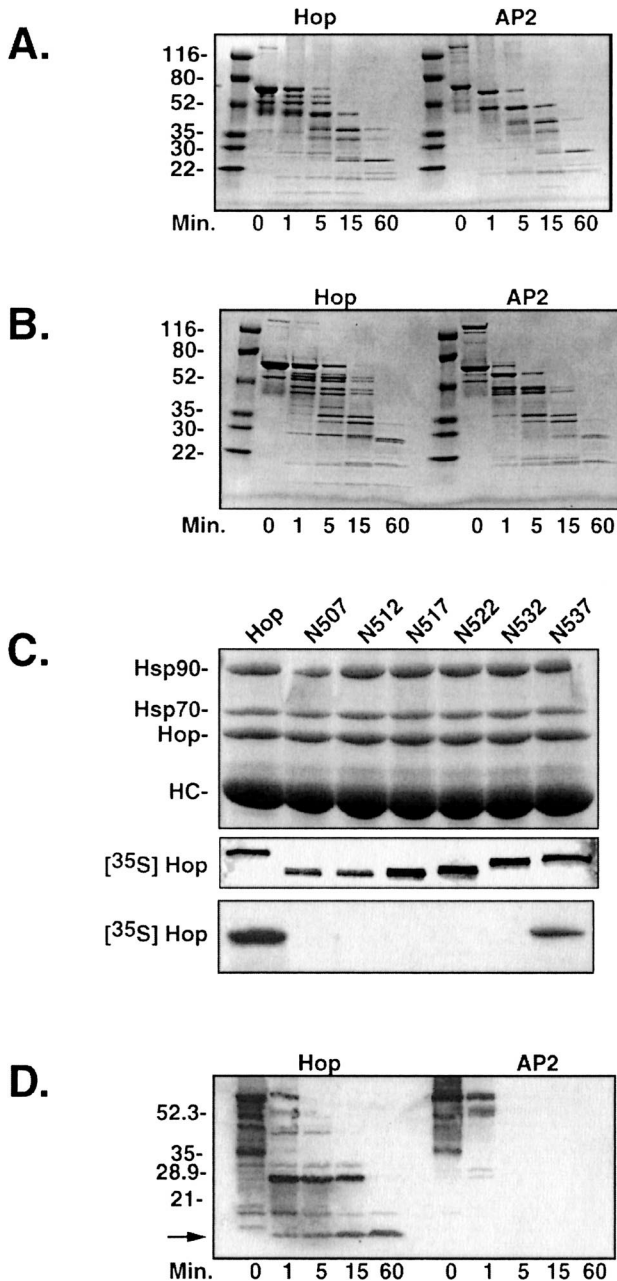 A.
Hop AP2
116-
80-
52-
35-
30-
22-
Min. 0 1 5 15 60 0 1 5 15 60
B.
Hop AP2
116-
80-
52-
35-
30-
22-
Min. 0 1 5 15 60 0 1 5 15 60
C.
Hop N507 N512 N517 N522 N532 N537
Hsp90-
Hsp70-
Hop-
HC-
[35S] Hop
[35S] Hop
D.
Hop AP2
52.3-
35-
28.9-
21-
Min. 0 1 5 15 60 0 1 5 15 60